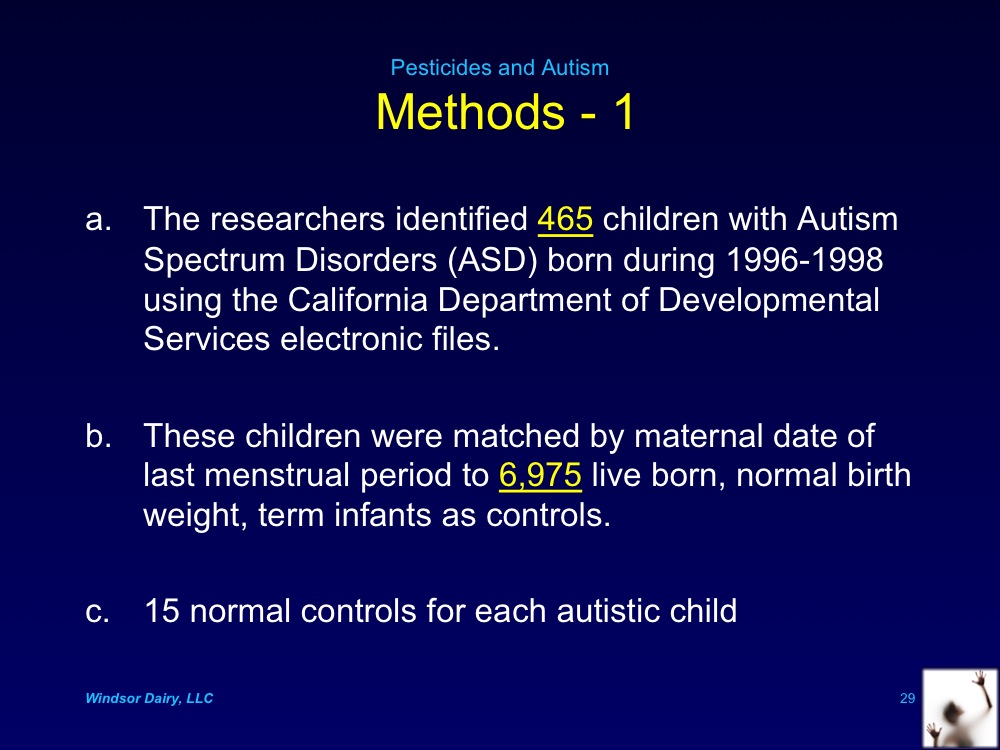 Pesticides and Autism
Methods - 1
a. The researchers identified 465 children with Autism
Spectrum Disorders (ASD) born during 1996-1998
using the California Department of Developmental
Services electronic files.
b. These children were matched by maternal date of
last menstrual period to 6,975 live born, normal birth
weight, term infants as controls.
c. 15 normal controls for each autistic child
Windsor Dairy, LLC
29